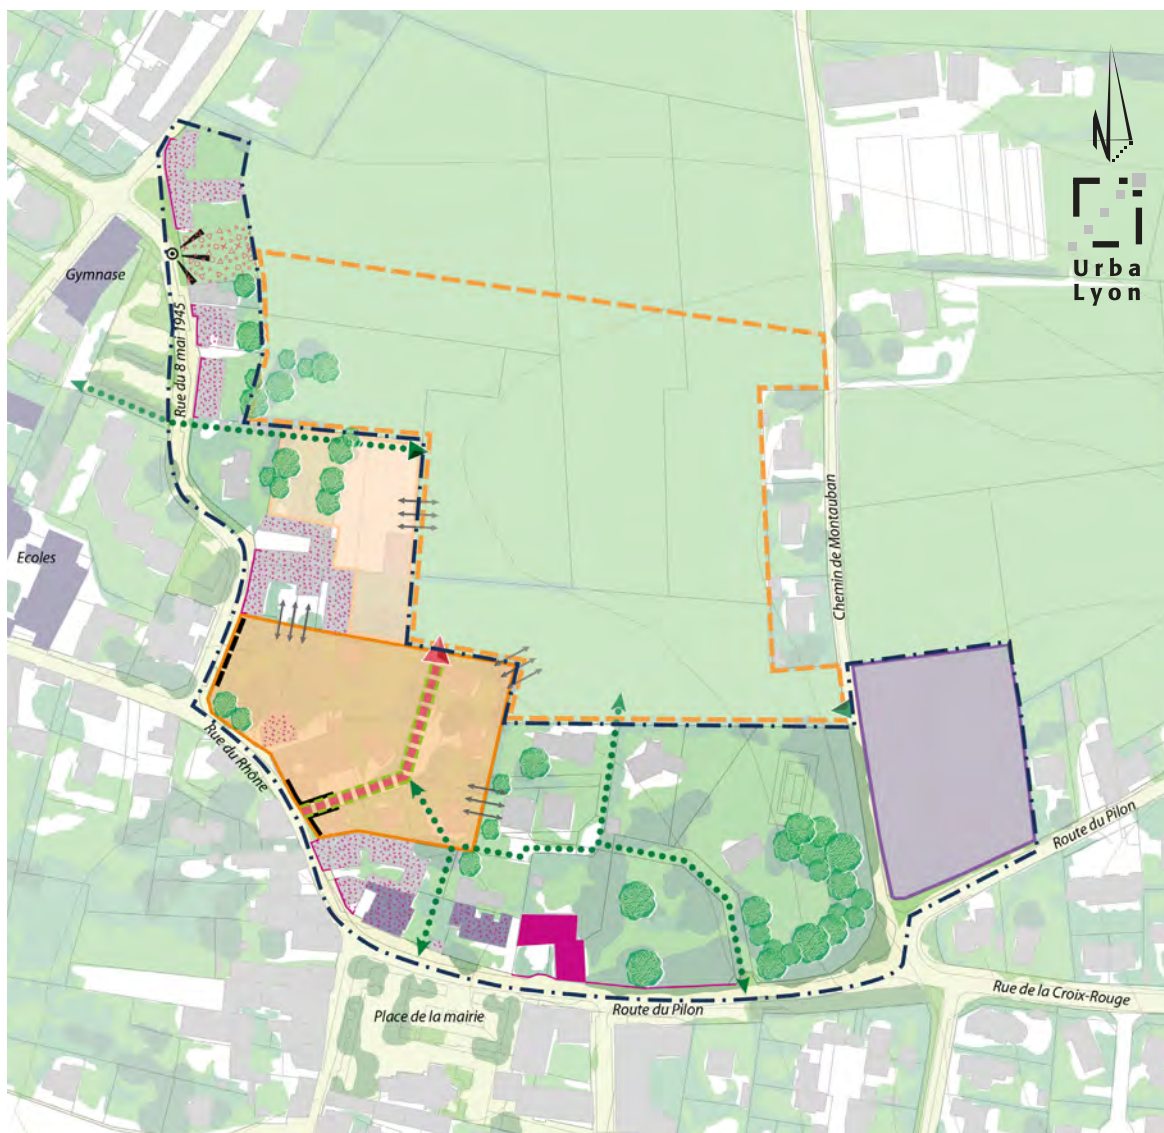 N
Urba
Lyon
Gymnase
Rue du 8 mai 1945
Ecoles
Chemin de Montauban
Rue du Rhône
Route du Pilon
Place de la mairie
Route du Pilon
Rue de la Croix-Rouge